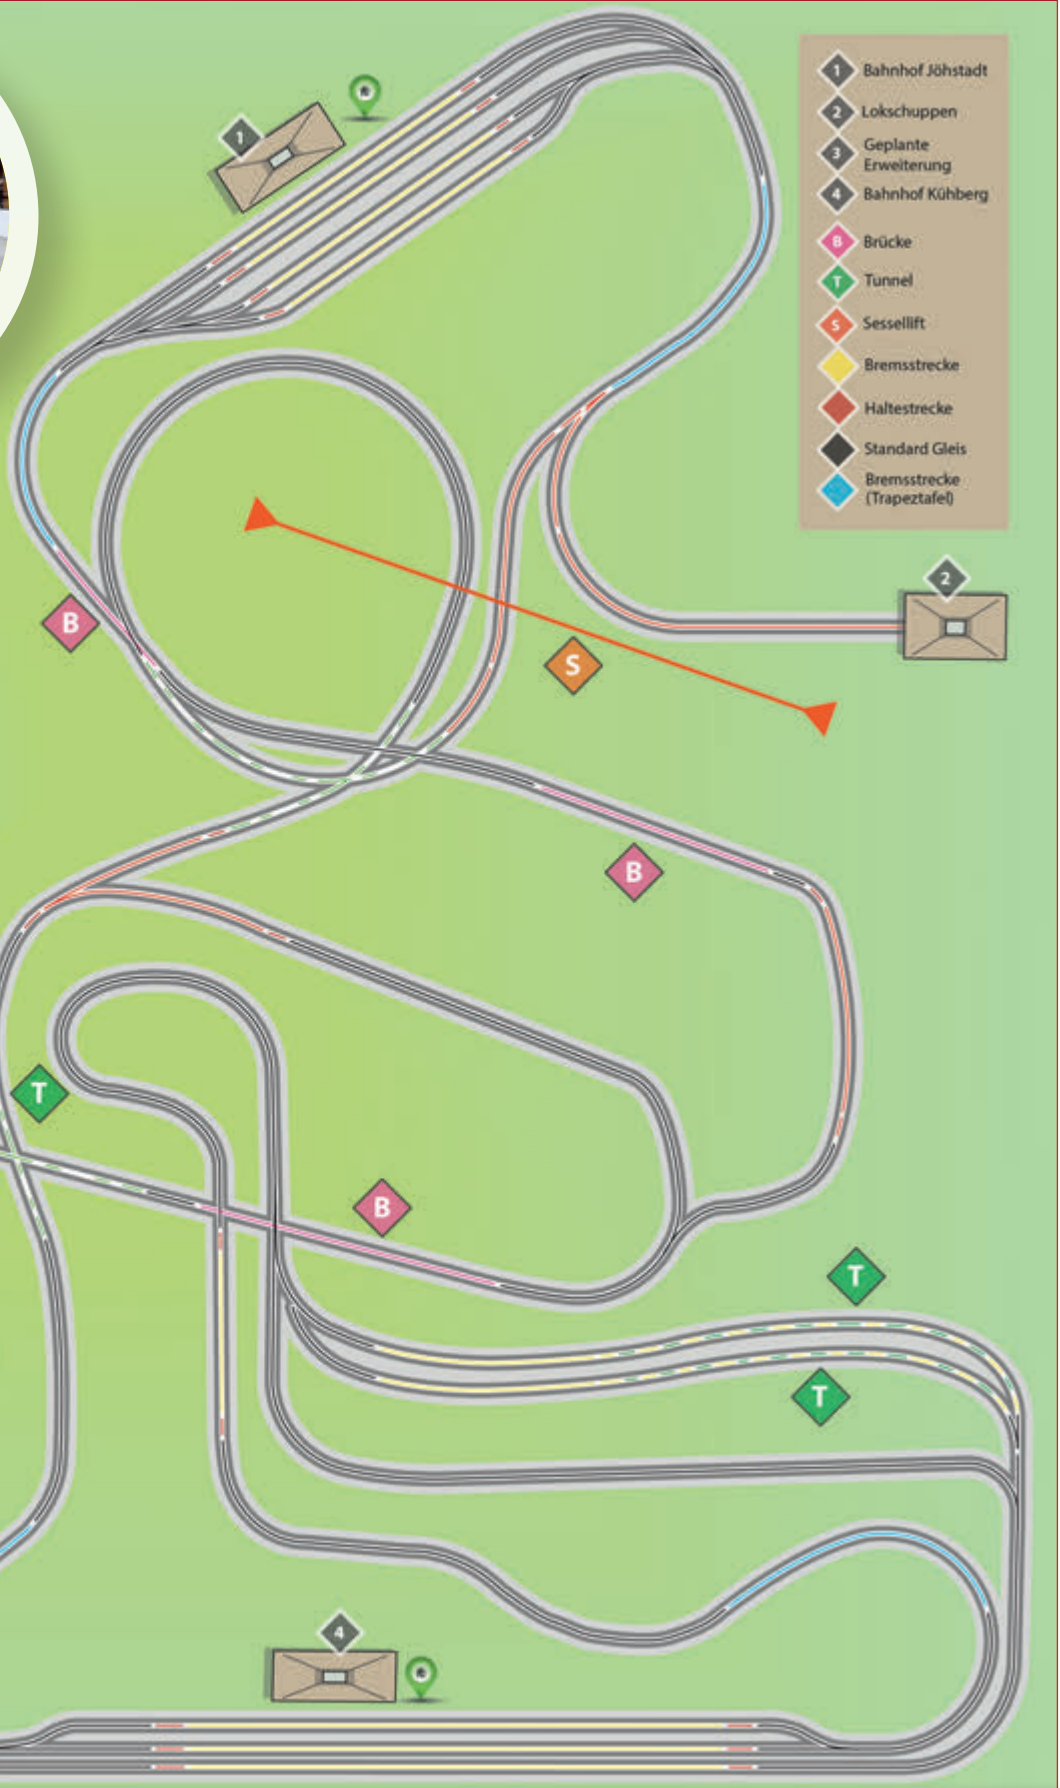 1 Bahnhof Jöhstadt
2 Lokschuppen
3 Geplante
Erweiterung
4 Bahnhof Kühberg
B Brücke
T Tunnel
S Sessellift
Bremsstrecke
Haltestrecke
Standard Gleis
Bremsstrecke
(Trapeztafel)
1
2
B
S
B
T
B
T
T
4